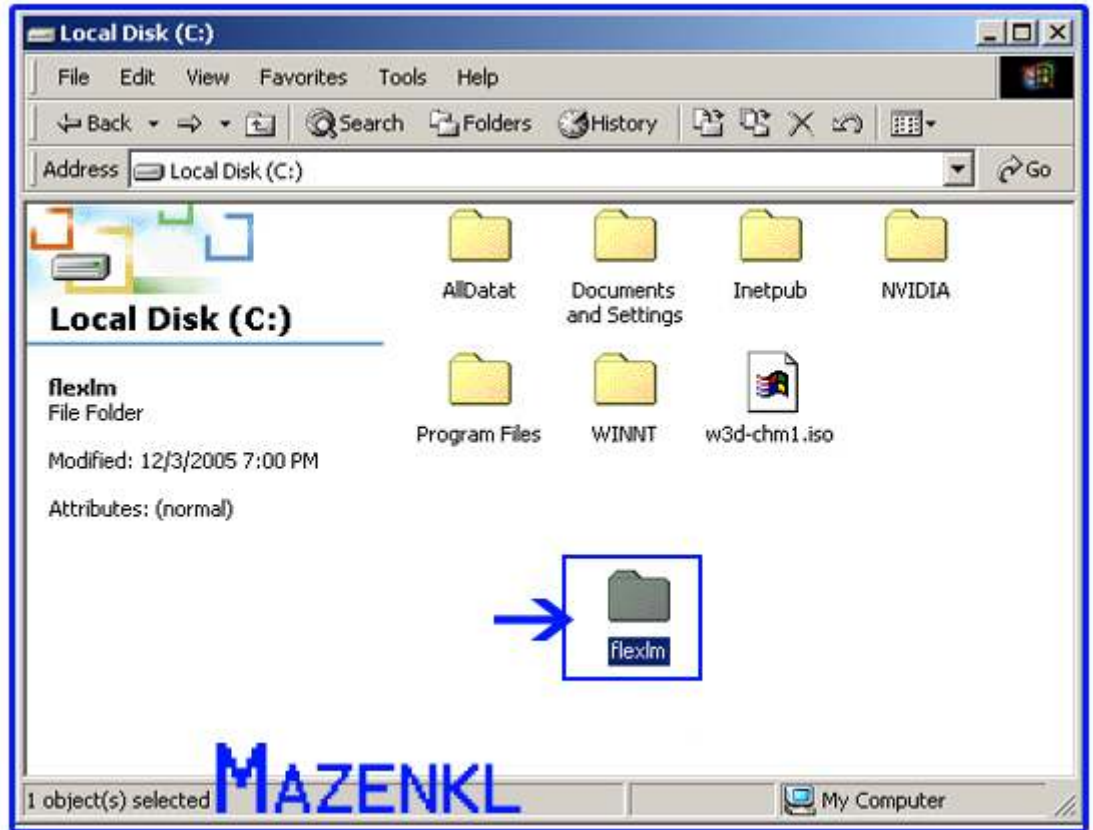 Local Disk (C:)
File Edit View Favorites Tools Help
Back Search Folders History
Address Local Disk (C:) Go
Local Disk (C:)
flexlm
File Folder
Modified: 12/3/2005 7:00 PM
Attributes: (normal)
AllDatat Documents and Settings Inetpub NVIDIA
Program Files WINNT w3d-chm1.iso
flexlm
MAZENKL
1 object(s) selected My Computer